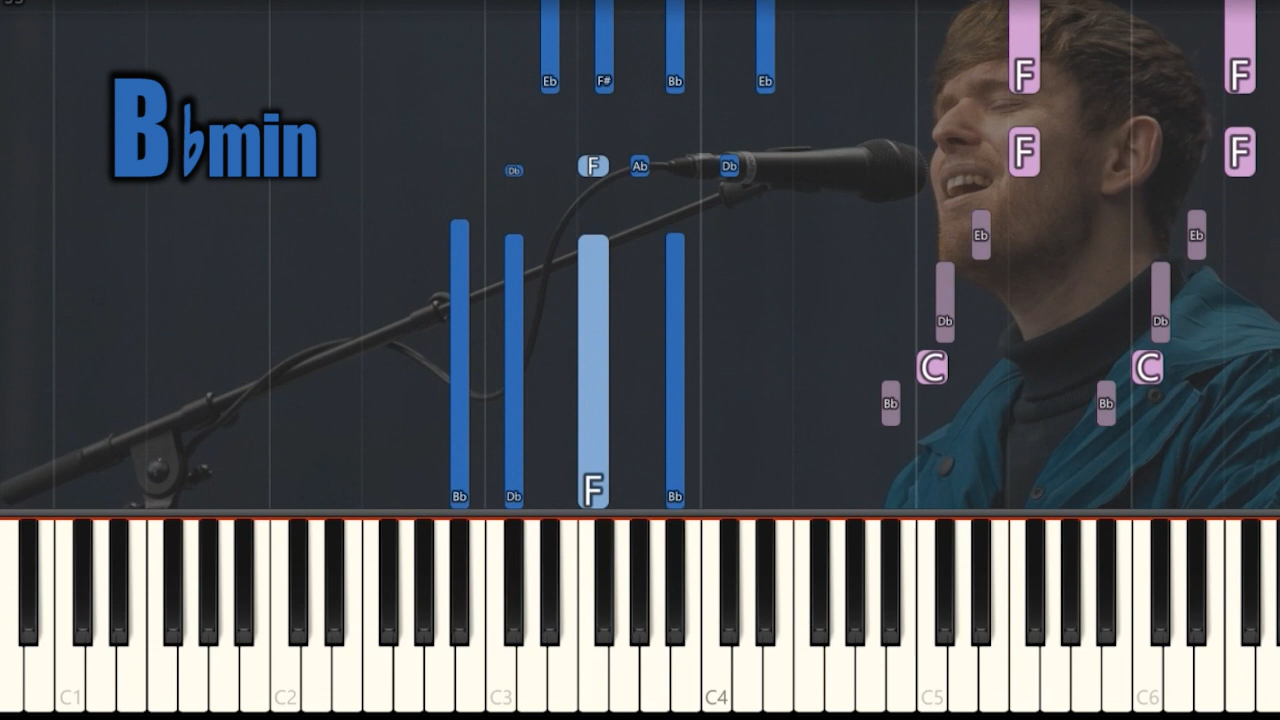 Eb F# Bb Eb F F
B♭min
Db F Ab Db F F
Eb Eb
Db Db
C C
Bb Bb
Bb Db F Bb
C1 C2 C3 C4 C5 C6